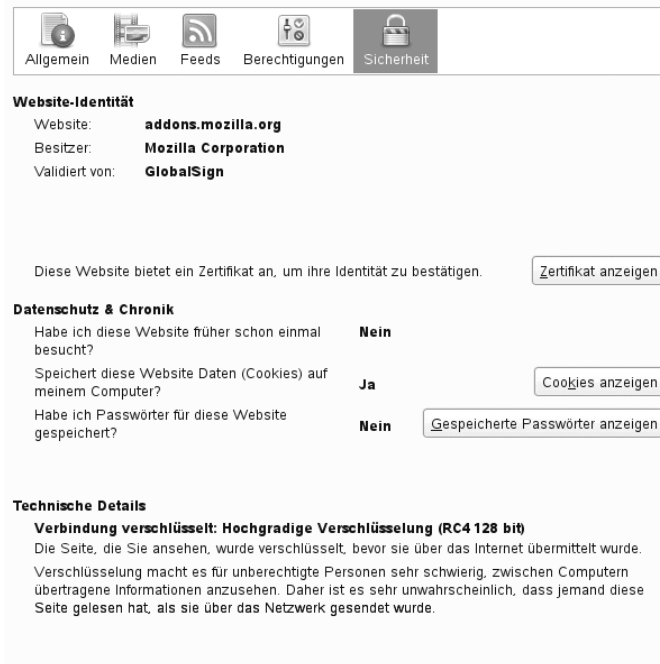 Allgemein Medien Feeds Berechtigungen Sicherheit
Website-Identität
Website: addons.mozilla.org
Besitzer: Mozilla Corporation
Validiert von: GlobalSign
Diese Website bietet ein Zertifikat an, um ihre Identität zu bestätigen. Zertifikat anzeigen
Datenschutz & Chronik
Habe ich diese Website früher schon einmal
besucht?
Nein
Speichert diese Website Daten (Cookies) auf
meinem Computer?
Ja
Cookies anzeigen
Habe ich Passwörter für diese Website
gespeichert?
Nein
Gespeicherte Passwörter anzeigen
Technische Details
Verbindung verschlüsselt: Hochgradige Verschlüsselung (RC4 128 bit)
Die Seite, die Sie ansehen, wurde verschlüsselt, bevor sie über das Internet übermittelt wurde.
Verschlüsselung macht es für unberechtigte Personen sehr schwierig, zwischen Computern
übertragene Informationen anzusehen. Daher ist es sehr unwahrscheinlich, dass jemand diese
Seite gelesen hat, als sie über das Netzwerk gesendet wurde.